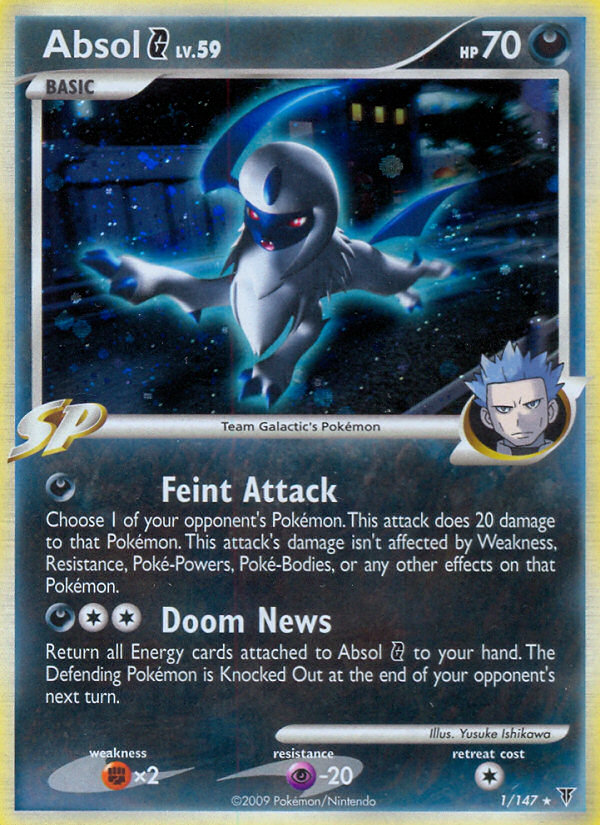 Absol G LV.59 HP 70
BASIC
SP
Team Galactic's Pokémon
Feint Attack
Choose 1 of your opponent's Pokémon. This attack does 20 damage
to that Pokémon. This attack's damage isn't affected by Weakness,
Resistance, Poké-Powers, Poké-Bodies, or any other effects on that
Pokémon.
Doom News
Return all Energy cards attached to Absol G to your hand. The
Defending Pokémon is Knocked Out at the end of your opponent's
next turn.
Illus. Yusuke Ishikawa
weakness resistance retreat cost
×2 -20
©2009 Pokémon/Nintendo 1/147